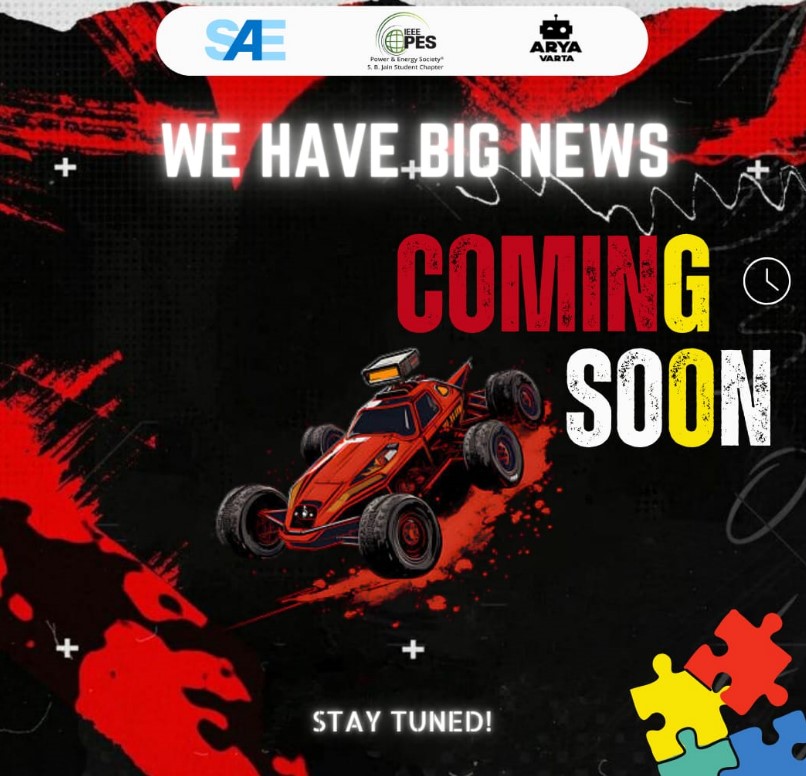 SAE
IEEE
PES
Power & Energy Society®
S. B. Jain Student Chapter
ARYA
VARTA
WE HAVE BIG NEWS
COMING
SOON
STAY TUNED!